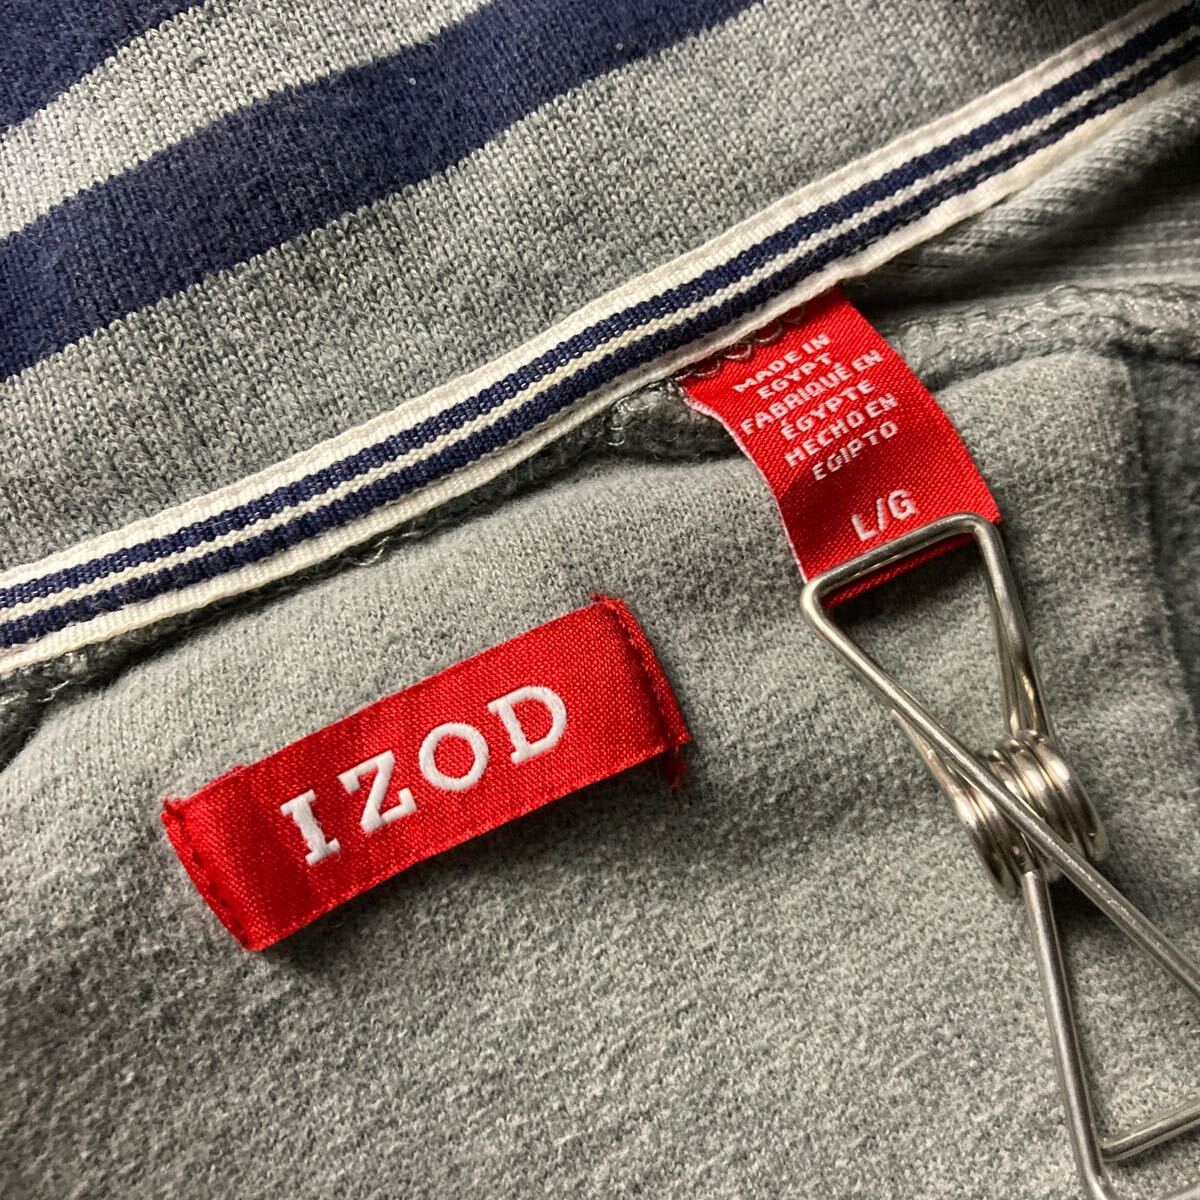 MADE IN
EGYPT
FABRIQUÉ EN
ÉGYPTE
HECHO EN
EGIPTO
L/G
IZOD